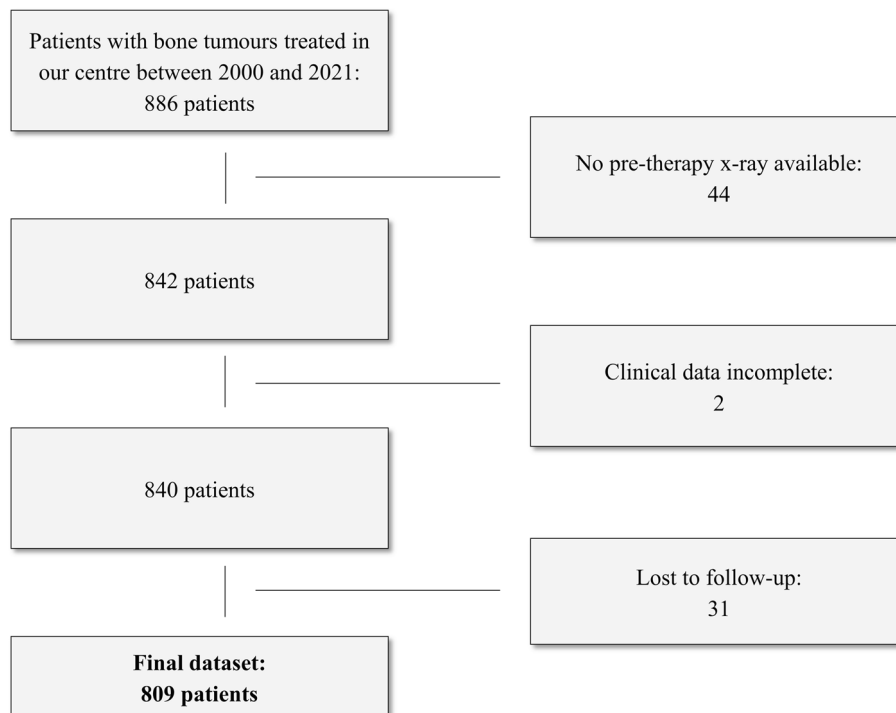 Patients with bone tumours treated in
our centre between 2000 and 2021:
886 patients
No pre-therapy x-ray available:
44
842 patients
Clinical data incomplete:
2
840 patients
Lost to follow-up:
31
Final dataset:
809 patients